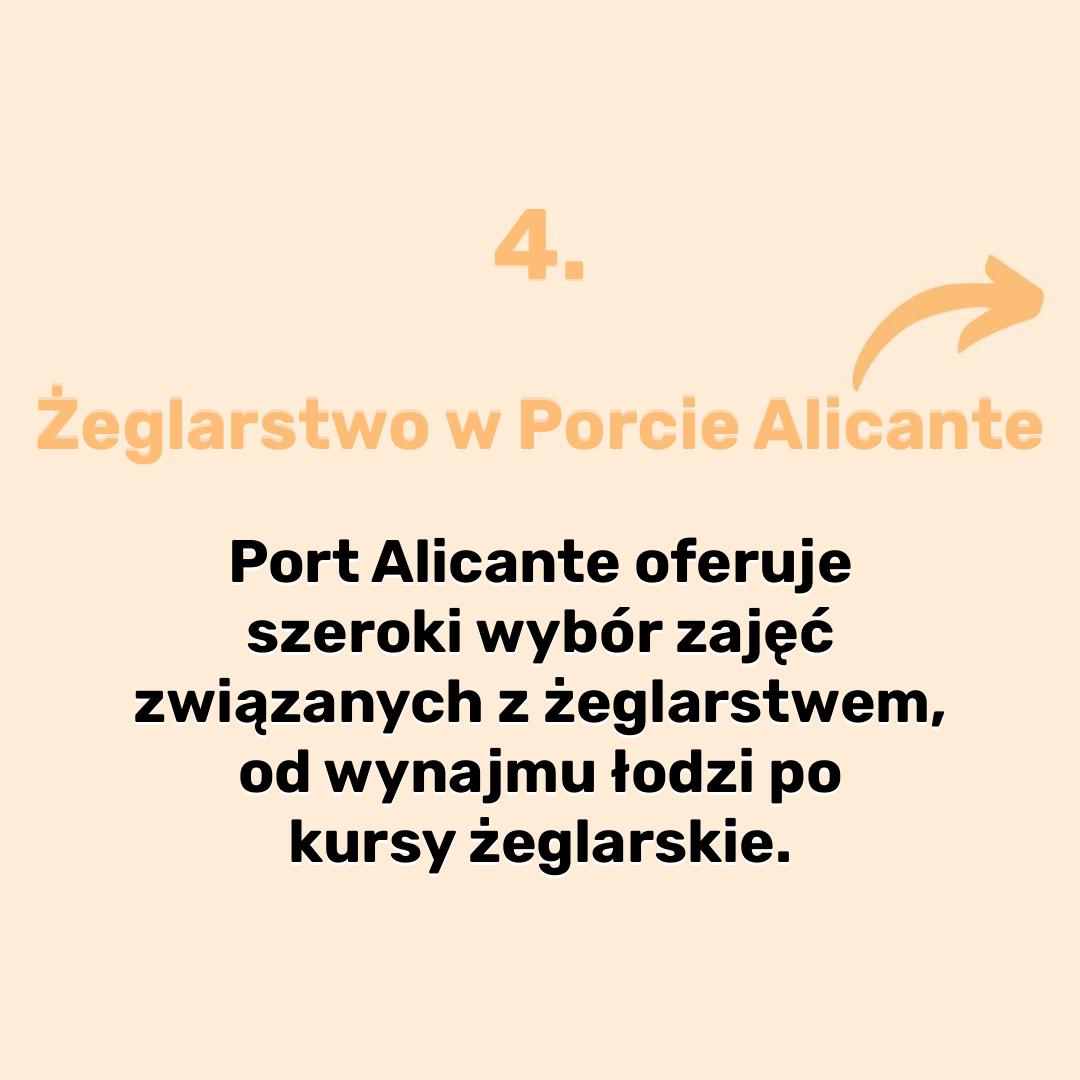 4.
Żeglarstwo w Porcie Alicante
Port Alicante oferuje
szeroki wybór zajęć
związanych z żeglarstwem,
od wynajmu łodzi po
kursy żeglarskie.